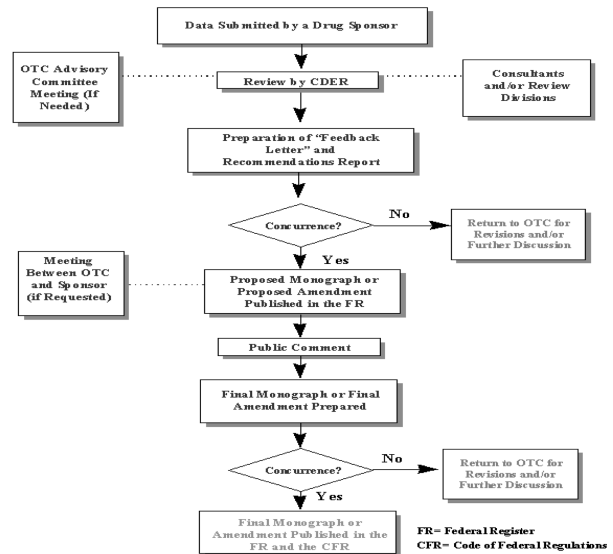 Data Submitted by a Drug Sponsor
OTC Advisory
Committee
Meeting (If
Needed)
Review by CDER
Consultants
and/or Review
Divisions
Preparation of “Feedback
Letter” and
Recommendations Report
Concurrence?
No
Return to OTC for
Revisions and/or
Further Discussion
Yes
Meeting
Between OTC
and Sponsor
(if Requested)
Proposed Monograph or
Proposed Amendment
Published in the FR
Public Comment
Final Monograph or Final
Amendment Prepared
Concurrence?
No
Return to OTC for
Revisions and/or
Further Discussion
Yes
Final Monograph or
Amendment Published in the
FR and the CFR
FR= Federal Register
CFR= Code of Federal Regulations